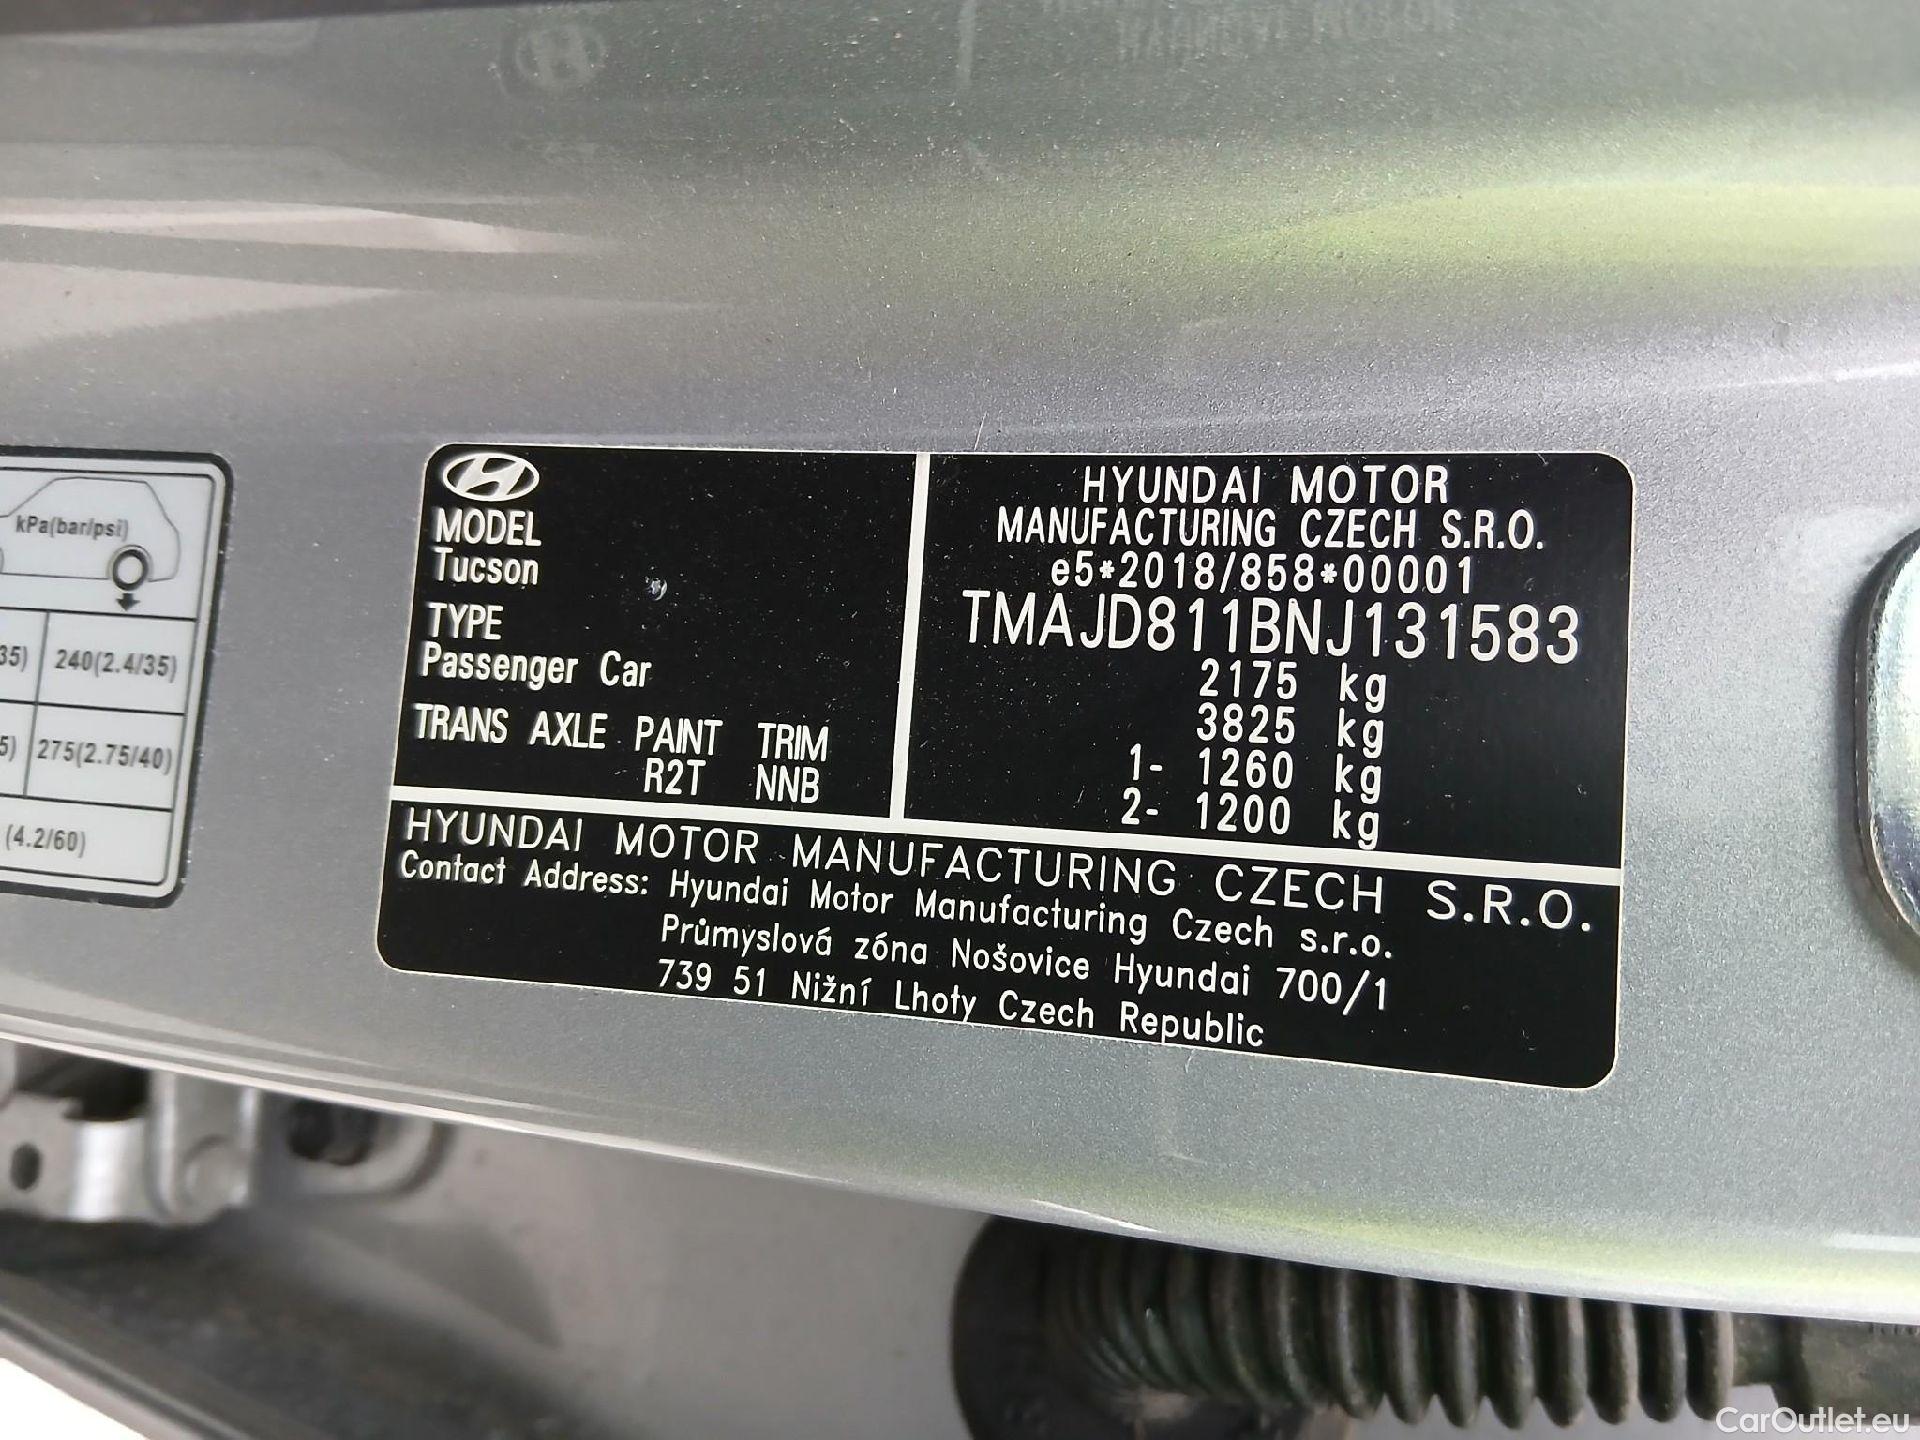 kPa(bar/psi)
35) 240(2.4/35)
5) 275(2.75/40)
(4.2/60)
MODEL
Tucson
TYPE
Passenger Car
TRANS AXLE PAINT TRIM
R2T NNB
HYUNDAI MOTOR
MANUFACTURING CZECH S.R.O.
e5*2018/858*00001
TMAJD811BNJ131583
2175 kg
3825 kg
1- 1260 kg
2- 1200 kg
HYUNDAI MOTOR MANUFACTURING CZECH S.R.O.
Contact Address: Hyundai Motor Manufacturing Czech s.r.o.
Průmyslová zóna Nošovice Hyundai 700/1
739 51 Nižní Lhoty Czech Republic
CarOutlet.eu